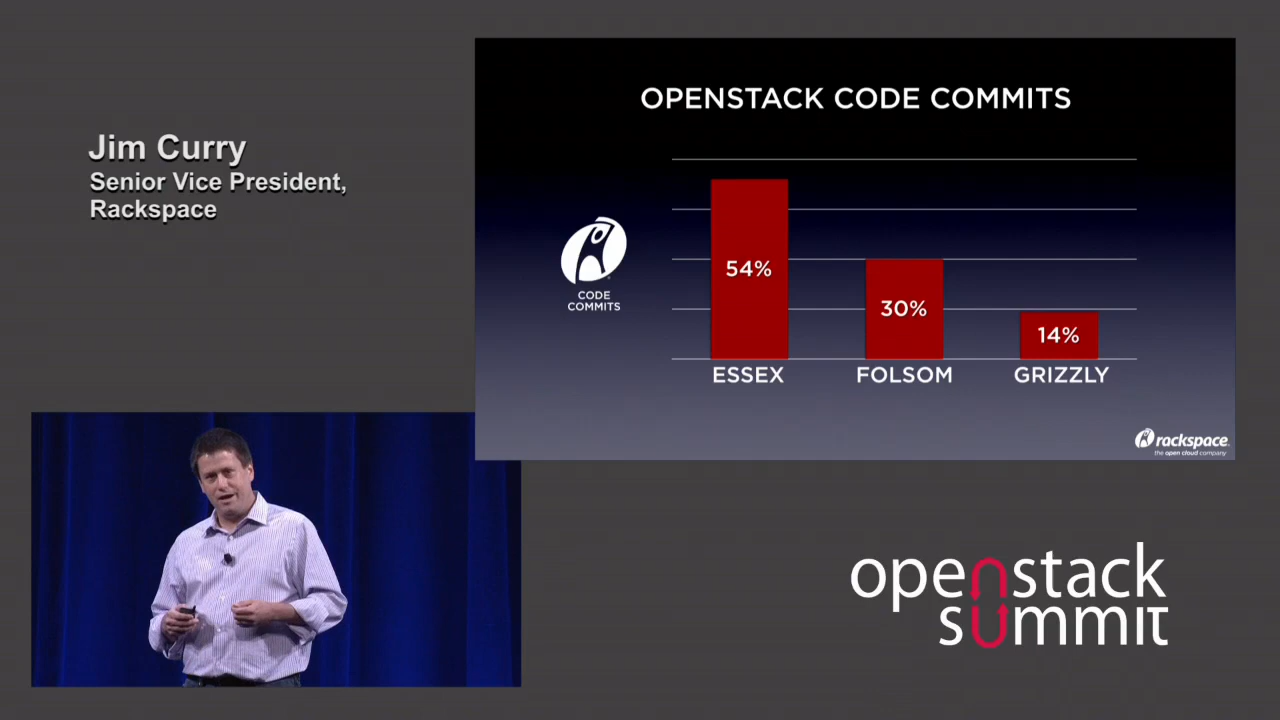 Jim Curry
Senior Vice President,
Rackspace
OPENSTACK CODE COMMITS
CODE
COMMITS
54%
30%
14%
ESSEX
FOLSOM
GRIZZLY
rackspace.
the open cloud company
openstack
summit